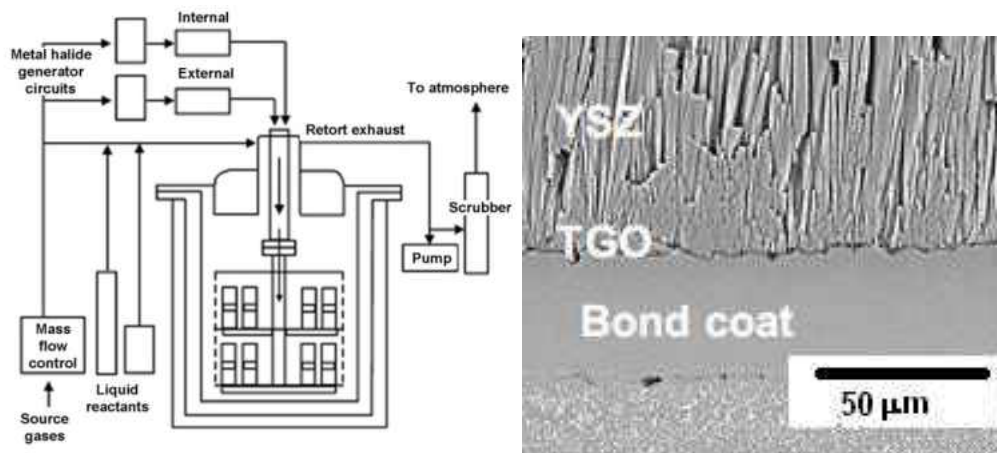 Internal
Metal halide
generator
circuits
External
To atmosphere
Retort exhaust
Scrubber
Pump
Mass
flow
control
Liquid
reactants
Source
gases
YSZ
TGO
Bond coat
50 μm